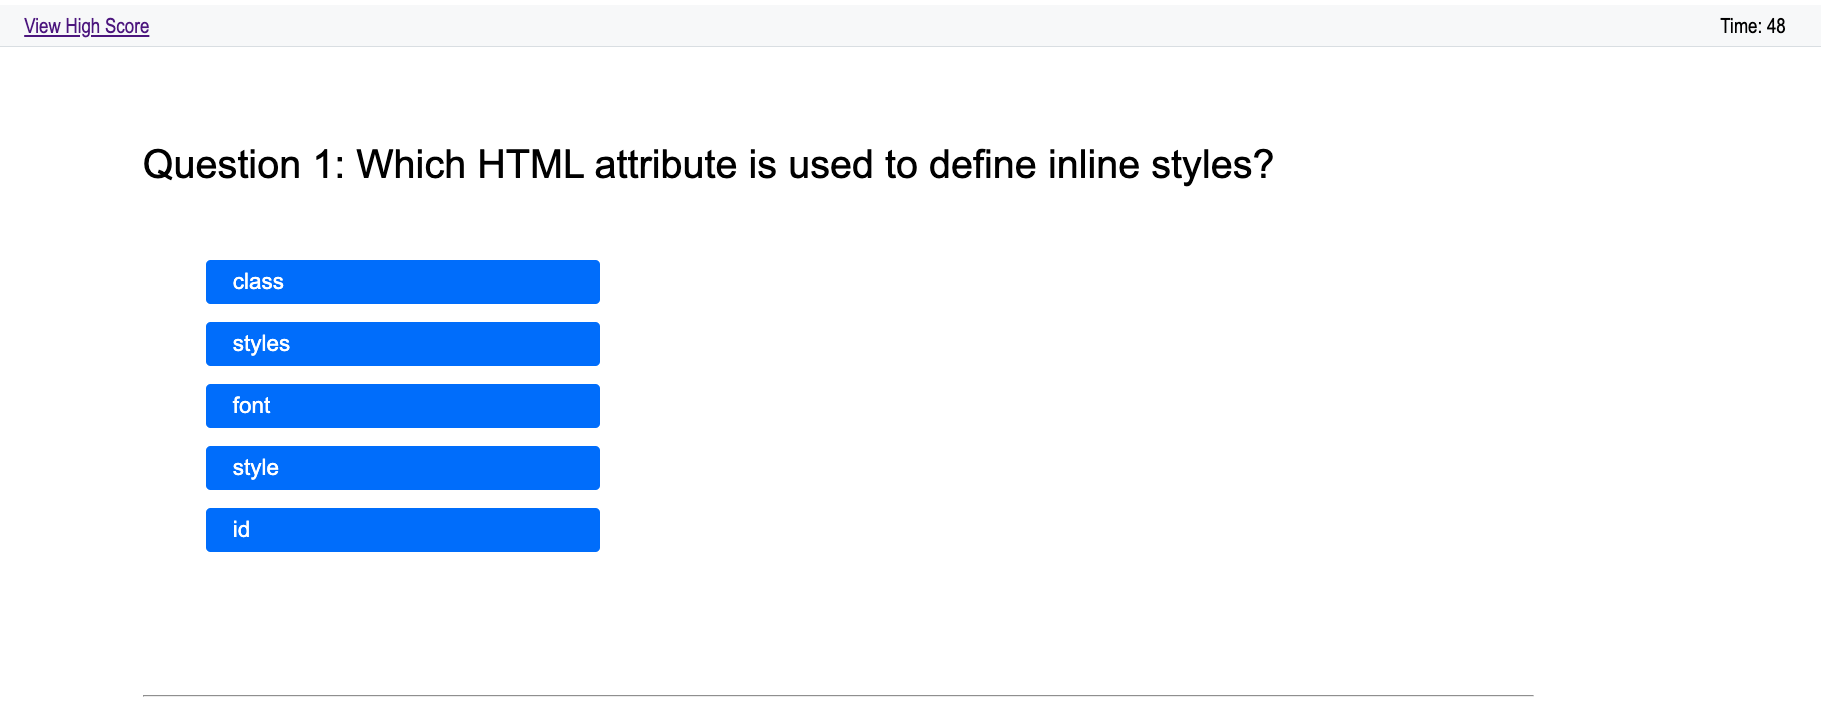 View High Score
Time: 48
Question 1: Which HTML attribute is used to define inline styles?
class
styles
font
style
id